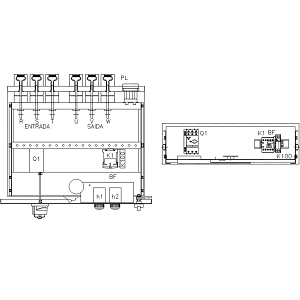 PL
R S T U V W
ENTRADA SAIDA
Q1 K1
BF
h1 h2
Q1 K1 BF
K100